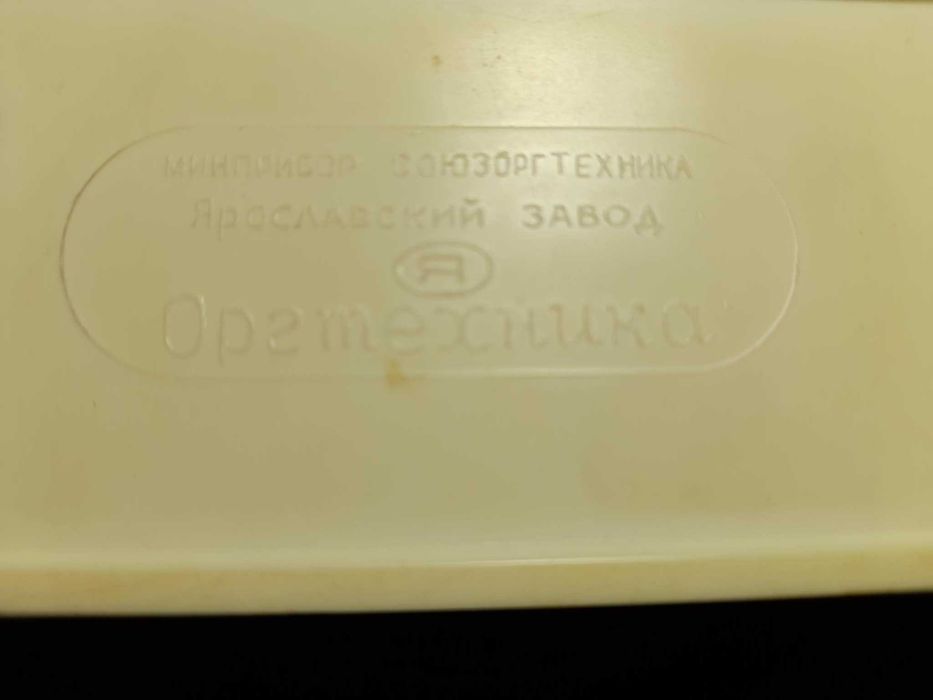 МИНПРИБОР СОЮЗОРГТЕХНИКА
ЯРОСЛАВСКИЙ ЗАВОД
Я
Оргтехника